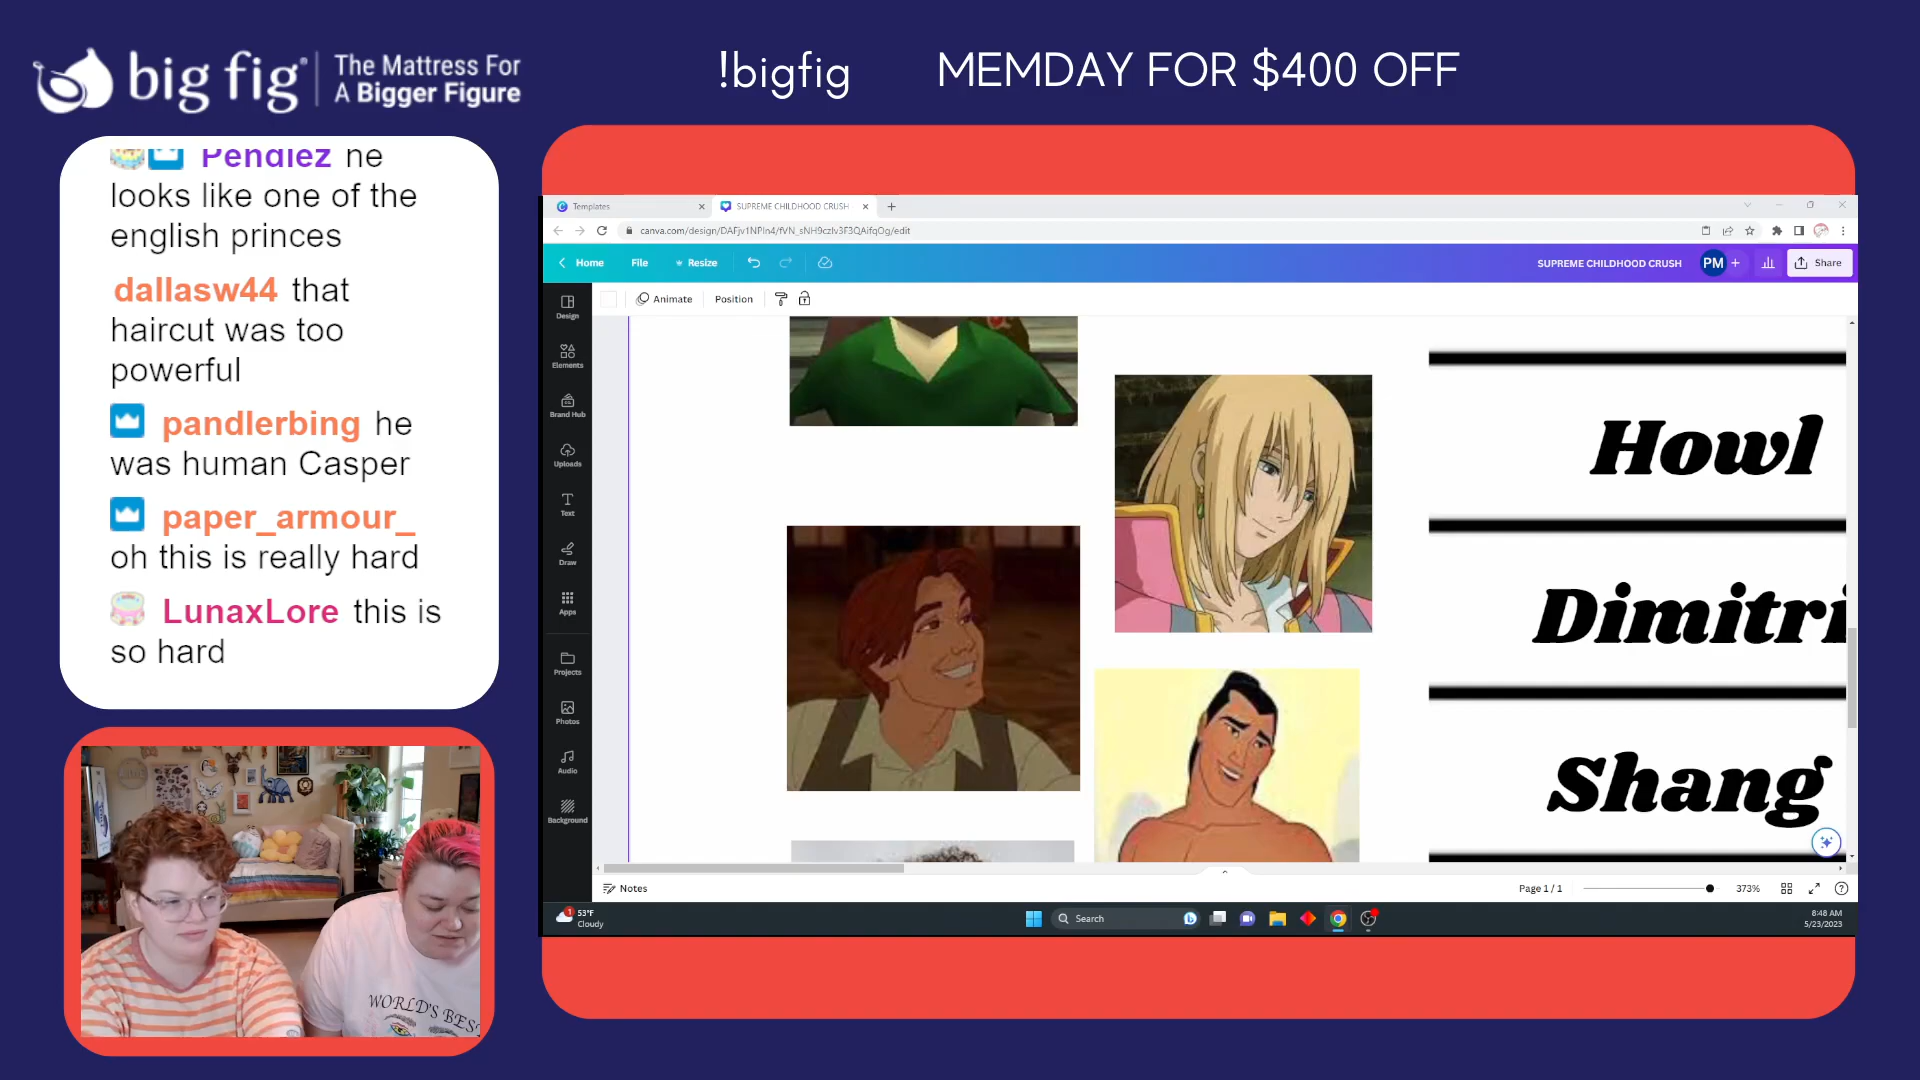 big fig
The Mattress For
A Bigger Figure
!bigfig
MEMDAY FOR $400 OFF
Pendlez he
looks like one of the
english princes
dallasw44 that
haircut was too
powerful
pandlerbing he
was human Casper
paper_armour_
oh this is really hard
LunaxLore this is
so hard
WORLD'S BES
Templates
SUPREME CHILDHOOD CRUSH
Home
File
Resize
SUPREME CHILDHOOD CRUSH
PM
Share
Animate
Position
Design
Elements
Brand Hub
Uploads
Text
Draw
Apps
Projects
Photos
Audio
Background
Howl
Dimitri
Shang
Notes
Page 1 / 1
373%
1
53°F
Cloudy
Search
8:48 AM
5/23/2023